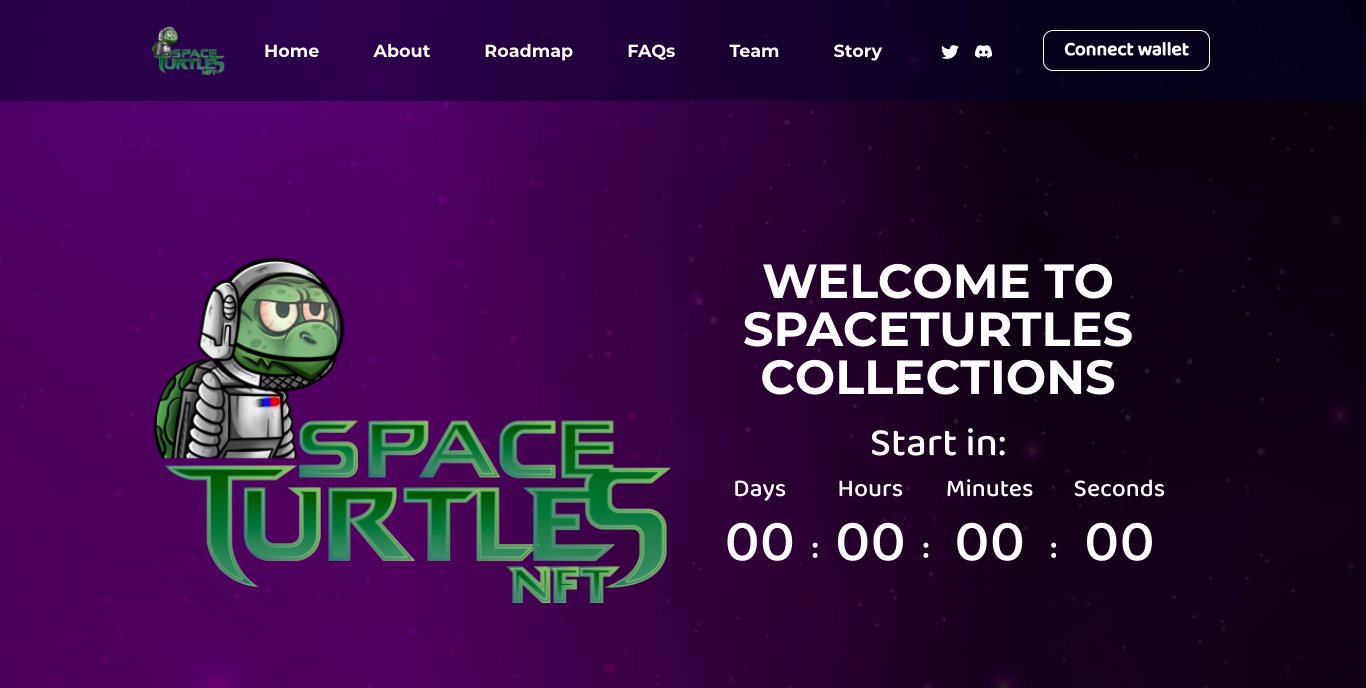 SPACE
TURTLES
NFT
Home About Roadmap FAQs Team Story Connect wallet
WELCOME TO
SPACETURTLES
COLLECTIONS
Start in:
Days Hours Minutes Seconds
00 : 00 : 00 : 00
SPACE
TURTLES
NFT